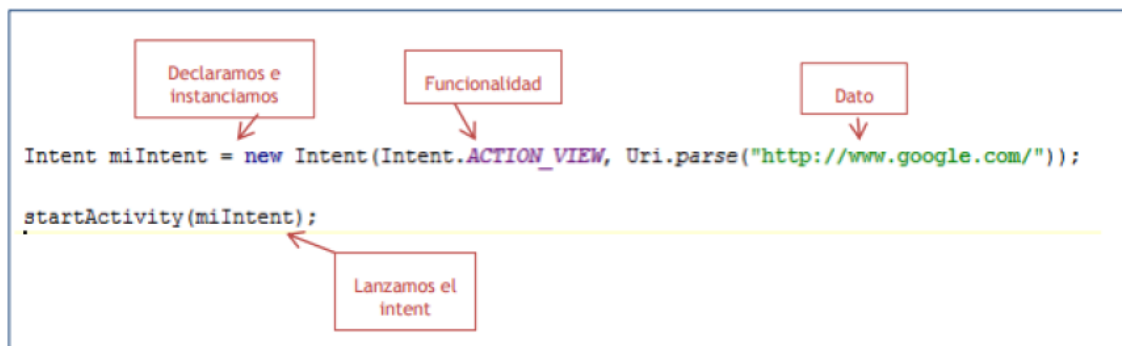 Declaramos e
instanciamos
Funcionalidad
Dato
Intent miIntent = new Intent(Intent.ACTION_VIEW, Uri.parse("http://www.google.com/"));
startActivity(miIntent);
Lanzamos el
intent